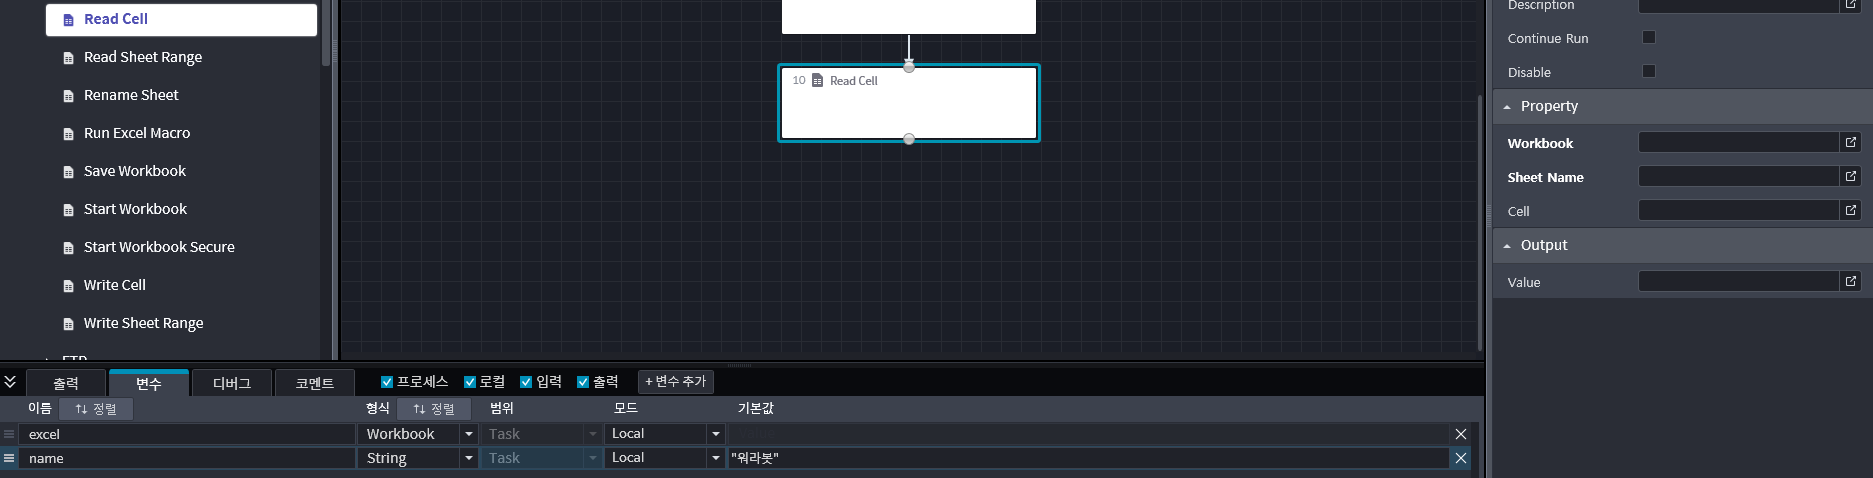 Read Cell
Read Sheet Range
Rename Sheet
Run Excel Macro
Save Workbook
Start Workbook
Start Workbook Secure
Write Cell
Write Sheet Range
FTP
10 Read Cell
Description
Continue Run
Disable
Property
Workbook
Sheet Name
Cell
Output
Value
출력 변수 디버그 코멘트 프로세스 로컬 입력 출력 + 변수 추가
이름 정렬 형식 정렬 범위 모드 기본값
excel Workbook Task Local
name String Task Local "워라봇"